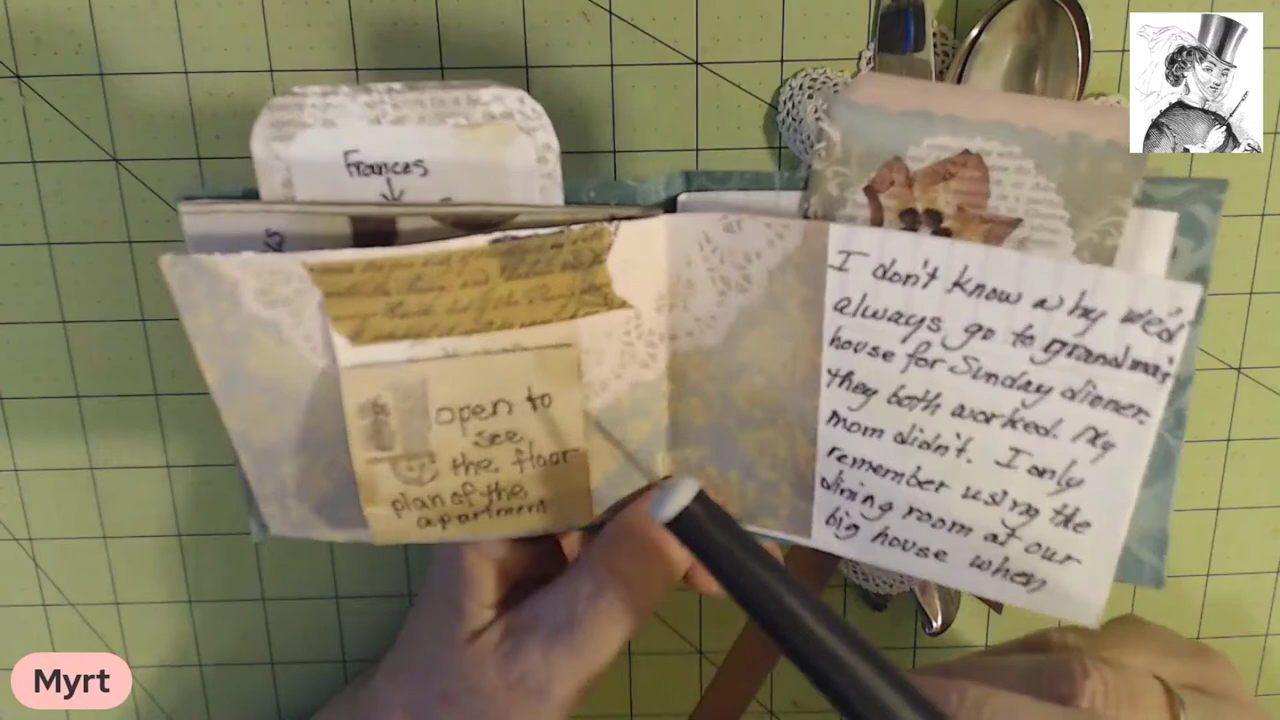 Frances
open to
see
the floor
plan of the
apartment
I don't know why we'd
always go to grandma's
house for Sunday dinner.
they both worked. My
mom didn't. I only
remember using the
dining room at our
big house when
Myrt